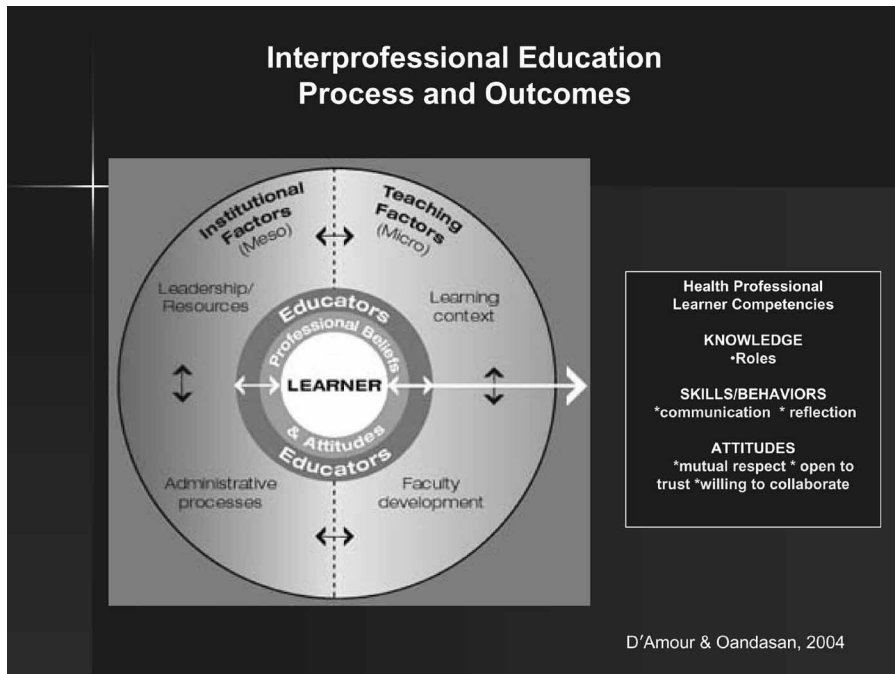 Interprofessional Education
Process and Outcomes
Institutional
Factors
(Meso)
Teaching
Factors
(Micro)
Leadership/
Resources
Learning
context
Educators
Professional Beliefs
LEARNER
& Attitudes
Educators
Administrative
processes
Faculty
development
Health Professional
Learner Competencies
KNOWLEDGE
•Roles
SKILLS/BEHAVIORS
*communication * reflection
ATTITUDES
*mutual respect * open to
trust *willing to collaborate
D'Amour & Oandasan, 2004